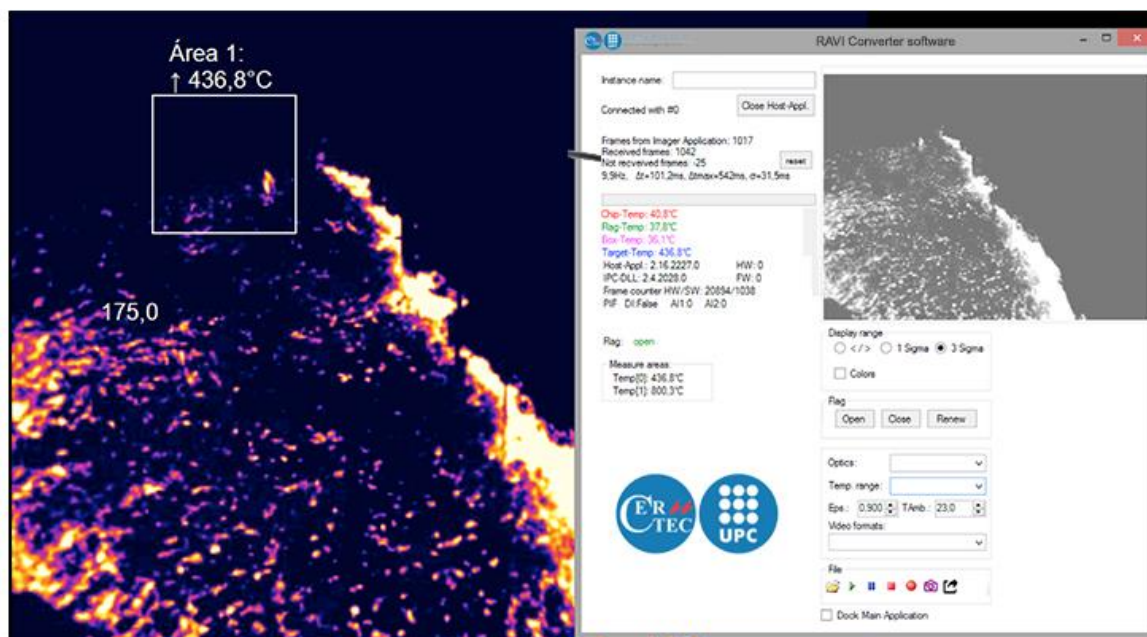 Área 1:
↑ 436,8°C
175,0
RAVI Converter software
Instance name:
Connected with #0
Close Host-Appl.
Frames from Imager Application: 1017
Received frames: 1042
Not recveived frames: -25
reset
9,9Hz, Δt=101,2ms, Δtmax=542ms, σ=31,5ms
Chip-Temp: 40,8°C
Flag-Temp: 37,8°C
Box-Temp: 36,1°C
Target-Temp: 436,8°C
Host-Appl.: 2.16.2227.0 HW: 0
IPC-DLL: 2.4.2028.0 FW: 0
Frame counter HW/SW: 20894/1038
PIF DI:False AI1:0 AI2:0
Flag: open
Measure areas
Temp[0]: 436,8°C
Temp[1]: 800,3°C
CERTEC
UPC
Display range
</> 1 Sigma 3 Sigma
Colors
Flag
Open Close Renew
Optics:
Temp. range:
Eps.: 0,900 TAmb.: 23,0
Video formats:
File
Dock Main Application